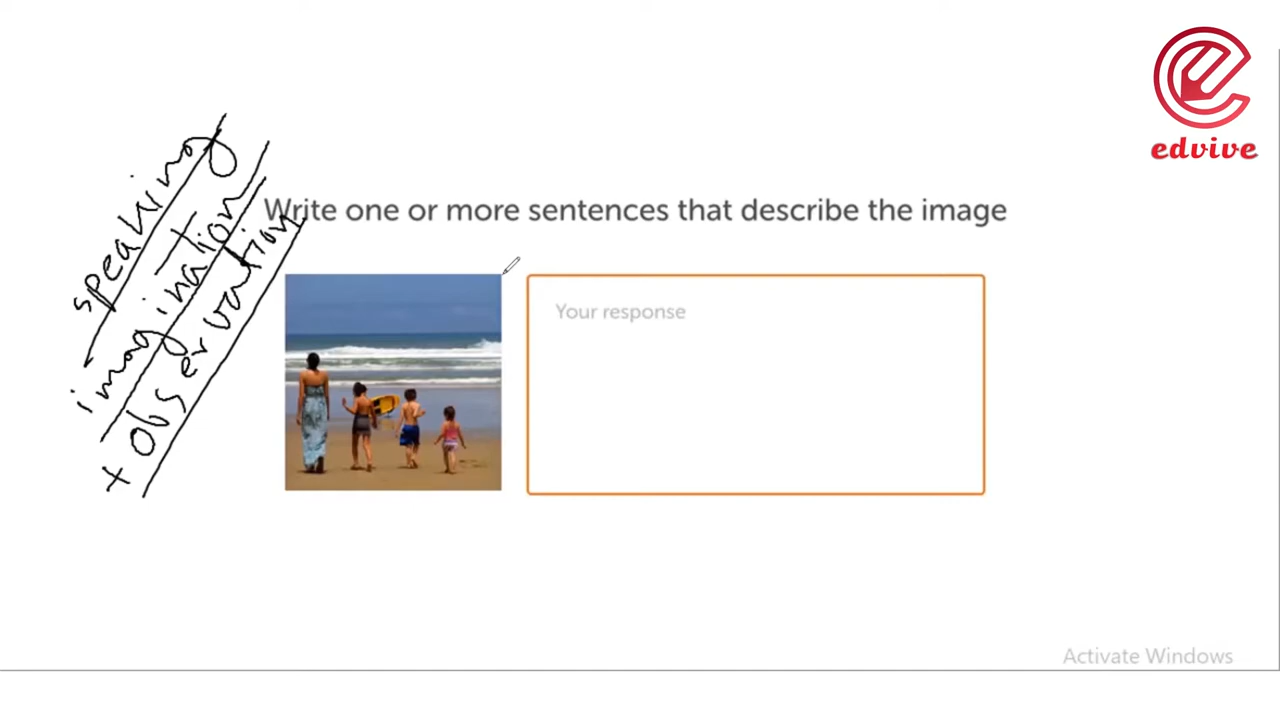 edvive
speaking
imagination
+ observation
Write one or more sentences that describe the image
Your response
Activate Windows